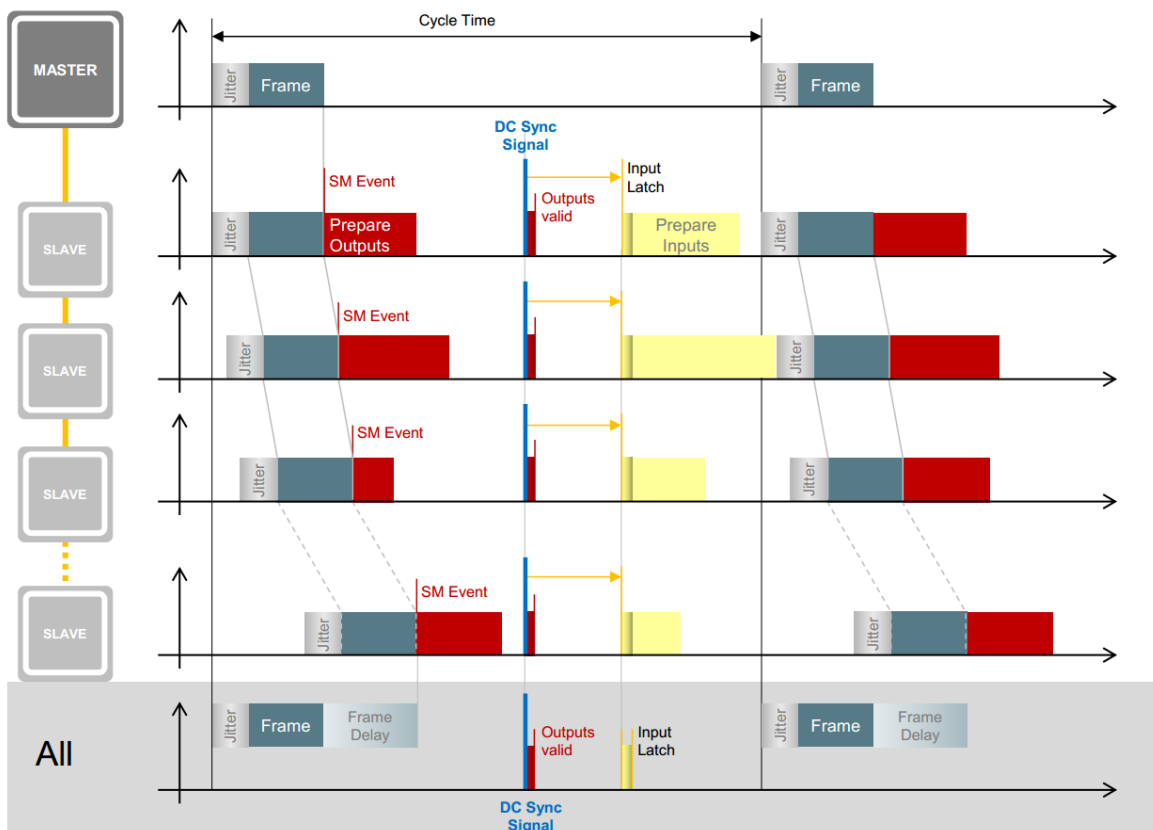 Cycle Time
MASTER
Jitter
Frame
Jitter
Frame
DC Sync
Signal
SM Event
Input
Latch
Outputs
valid
SLAVE
Jitter
Prepare
Outputs
Prepare
Inputs
Jitter
SM Event
SLAVE
Jitter
Jitter
SM Event
SLAVE
Jitter
Jitter
SM Event
SLAVE
Jitter
Jitter
All
Jitter
Frame
Frame
Delay
Outputs
valid
Input
Latch
Jitter
Frame
Frame
Delay
DC Sync
Signal